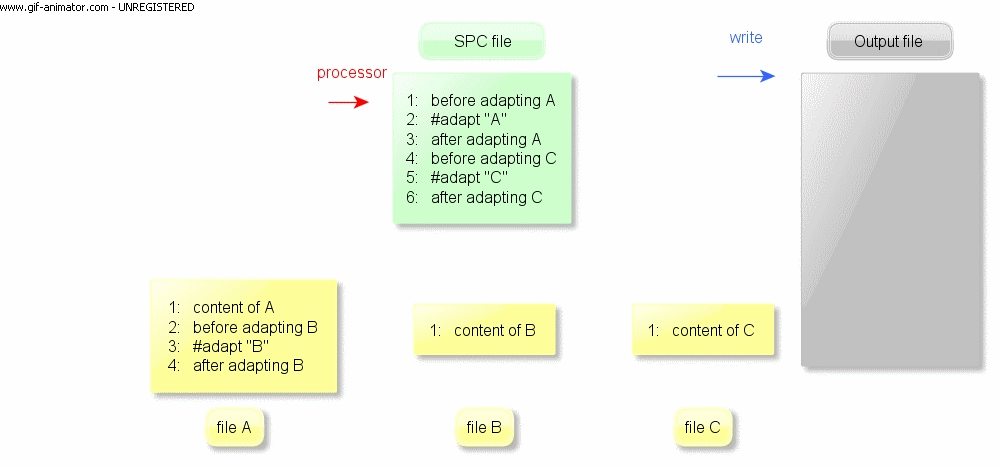 www.gif-animator.com - UNREGISTERED
SPC file
write
Output file
processor
1: before adapting A
2: #adapt "A"
3: after adapting A
4: before adapting C
5: #adapt "C"
6: after adapting C
1: content of A
2: before adapting B
3: #adapt "B"
4: after adapting B
1: content of B
1: content of C
file A
file B
file C